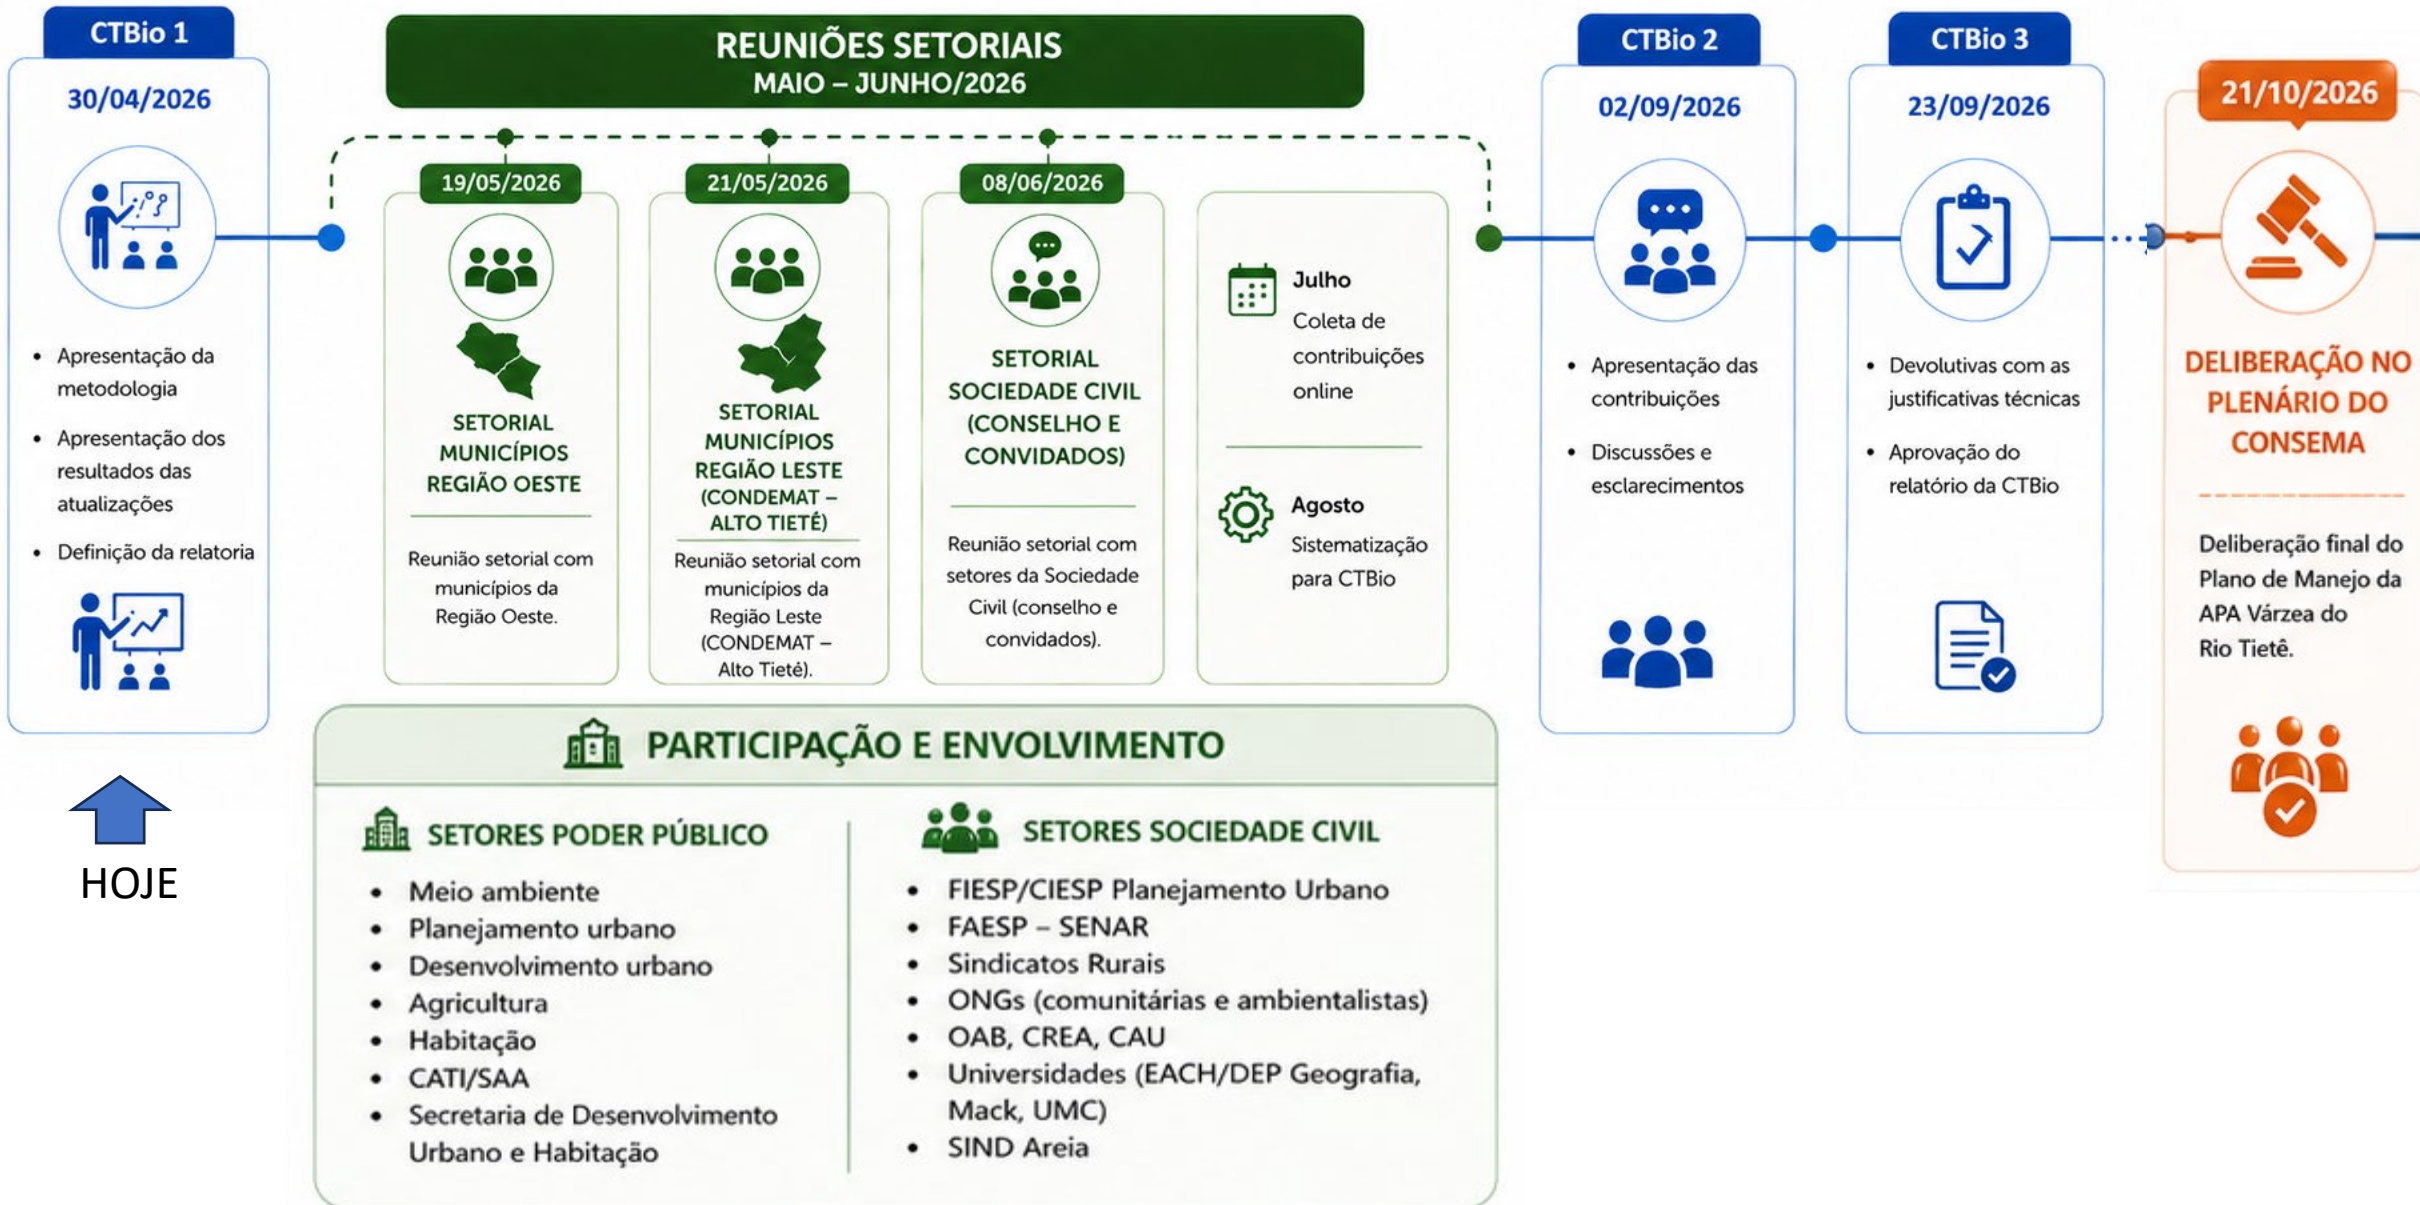 CTBio 1
30/04/2026
• Apresentação da
metodologia
• Apresentação dos
resultados das
atualizações
• Definição da relatoria
HOJE
REUNIÕES SETORIAIS
MAIO – JUNHO/2026
19/05/2026
SETORIAL
MUNICÍPIOS
REGIÃO OESTE
Reunião setorial com
municípios da
Região Oeste.
21/05/2026
SETORIAL
MUNICÍPIOS
REGIÃO LESTE
(CONDEMAT –
ALTO TIETÉ)
Reunião setorial com
municípios da
Região Leste
(CONDEMAT –
Alto Tieté).
08/06/2026
SETORIAL
SOCIEDADE CIVIL
(CONSELHO E
CONVIDADOS)
Reunião setorial com
setores da Sociedade
Civil (conselho e
convidados).
Julho
Coleta de
contribuições
online
Agosto
Sistematização
para CTBio
CTBio 2
02/09/2026
• Apresentação das
contribuições
• Discussões e
esclarecimentos
CTBio 3
23/09/2026
• Devolutivas com as
justificativas técnicas
• Aprovação do
relatório da CTBio
21/10/2026
DELIBERAÇÃO NO
PLENÁRIO DO
CONSEMA
Deliberação final do
Plano de Manejo da
APA Várzea do
Rio Tietê.
PARTICIPAÇÃO E ENVOLVIMENTO
SETORES PODER PÚBLICO
• Meio ambiente
• Planejamento urbano
• Desenvolvimento urbano
• Agricultura
• Habitação
• CATI/SAA
• Secretaria de Desenvolvimento
Urbano e Habitação
SETORES SOCIEDADE CIVIL
• FIESP/CIESP Planejamento Urbano
• FAESP – SENAR
• Sindicatos Rurais
• ONGs (comunitárias e ambientalistas)
• OAB, CREA, CAU
• Universidades (EACH/DEP Geografia,
Mack, UMC)
• SIND Areia